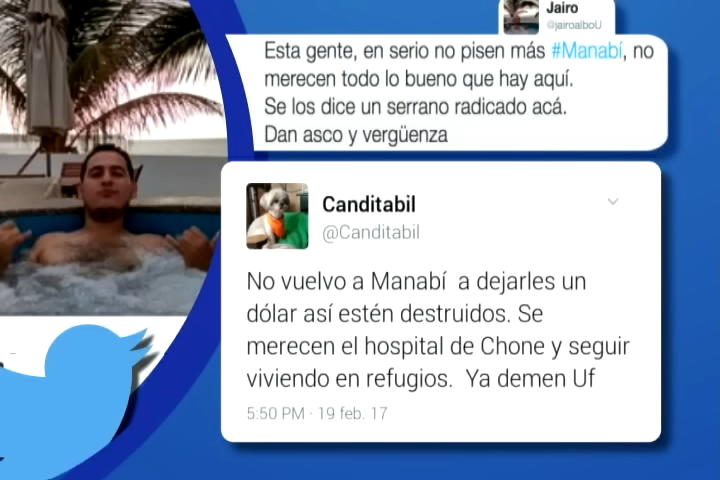 Jairo
@jairoalboU
Esta gente, en serio no pisen más #Manabí, no
merecen todo lo bueno que hay aquí.
Se los dice un serrano radicado acá.
Dan asco y vergüenza
Canditabil
@Canditabil
No vuelvo a Manabí a dejarles un
dólar así estén destruidos. Se
merecen el hospital de Chone y seguir
viviendo en refugios. Ya demen Uf
5:50 PM · 19 feb. 17